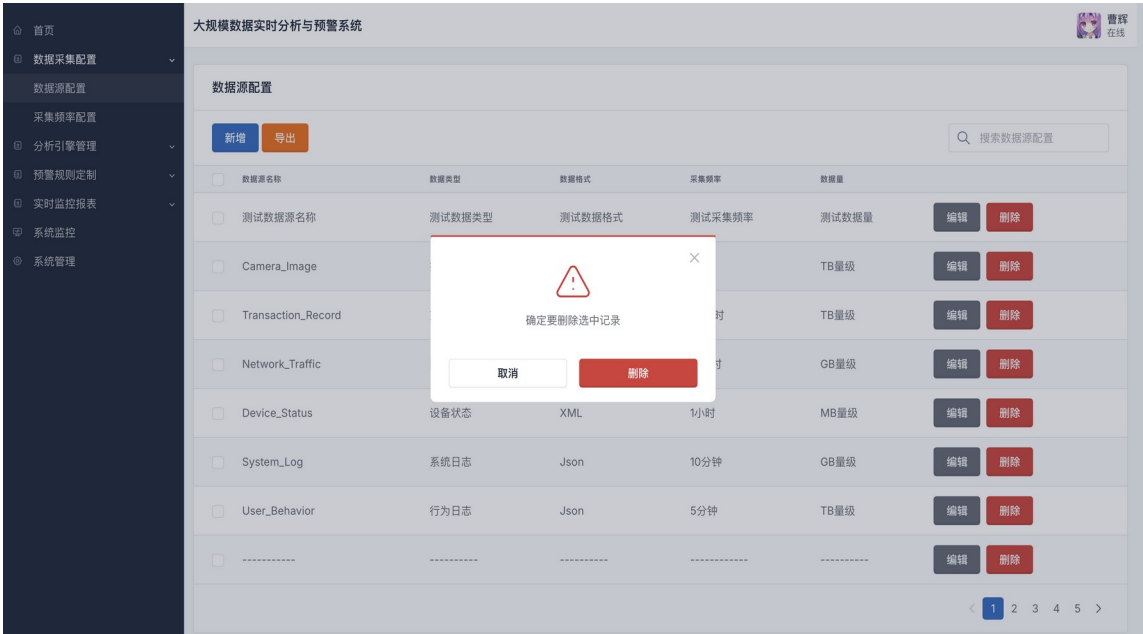 首页
大规模数据实时分析与预警系统
曹辉
在线
数据采集配置
数据源配置
采集频率配置
分析引擎管理
预警规则定制
实时监控报表
系统监控
系统管理
数据源配置
新增 导出 搜索数据源配置
数据源名称 数据类型 数据格式 采集频率 数据量
测试数据源名称 测试数据类型 测试数据格式 测试采集频率 测试数据量 编辑 删除
Camera_Image TB量级 编辑 删除
Transaction_Record 时 TB量级 编辑 删除
Network_Traffic 时 GB量级 编辑 删除
Device_Status 设备状态 XML 1小时 MB量级 编辑 删除
System_Log 系统日志 Json 10分钟 GB量级 编辑 删除
User_Behavior 行为日志 Json 5分钟 TB量级 编辑 删除
----------- ---------- ---------- ------------ ---------- 编辑 删除
确定要删除选中记录
取消 删除
< 1 2 3 4 5 >